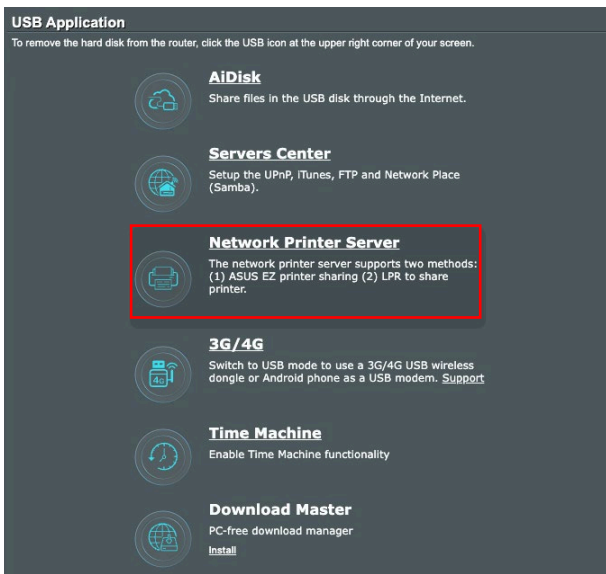 USB Application
To remove the hard disk from the router, click the USB icon at the upper right corner of your screen.
AiDisk
Share files in the USB disk through the Internet.
Servers Center
Setup the UPnP, iTunes, FTP and Network Place
(Samba).
Network Printer Server
The network printer server supports two methods:
(1) ASUS EZ printer sharing (2) LPR to share
printer.
3G/4G
4G
Switch to USB mode to use a 3G/4G USB wireless
dongle or Android phone as a USB modem. Support
Time Machine
Enable Time Machine functionality
Download Master
PC-free download manager
Install